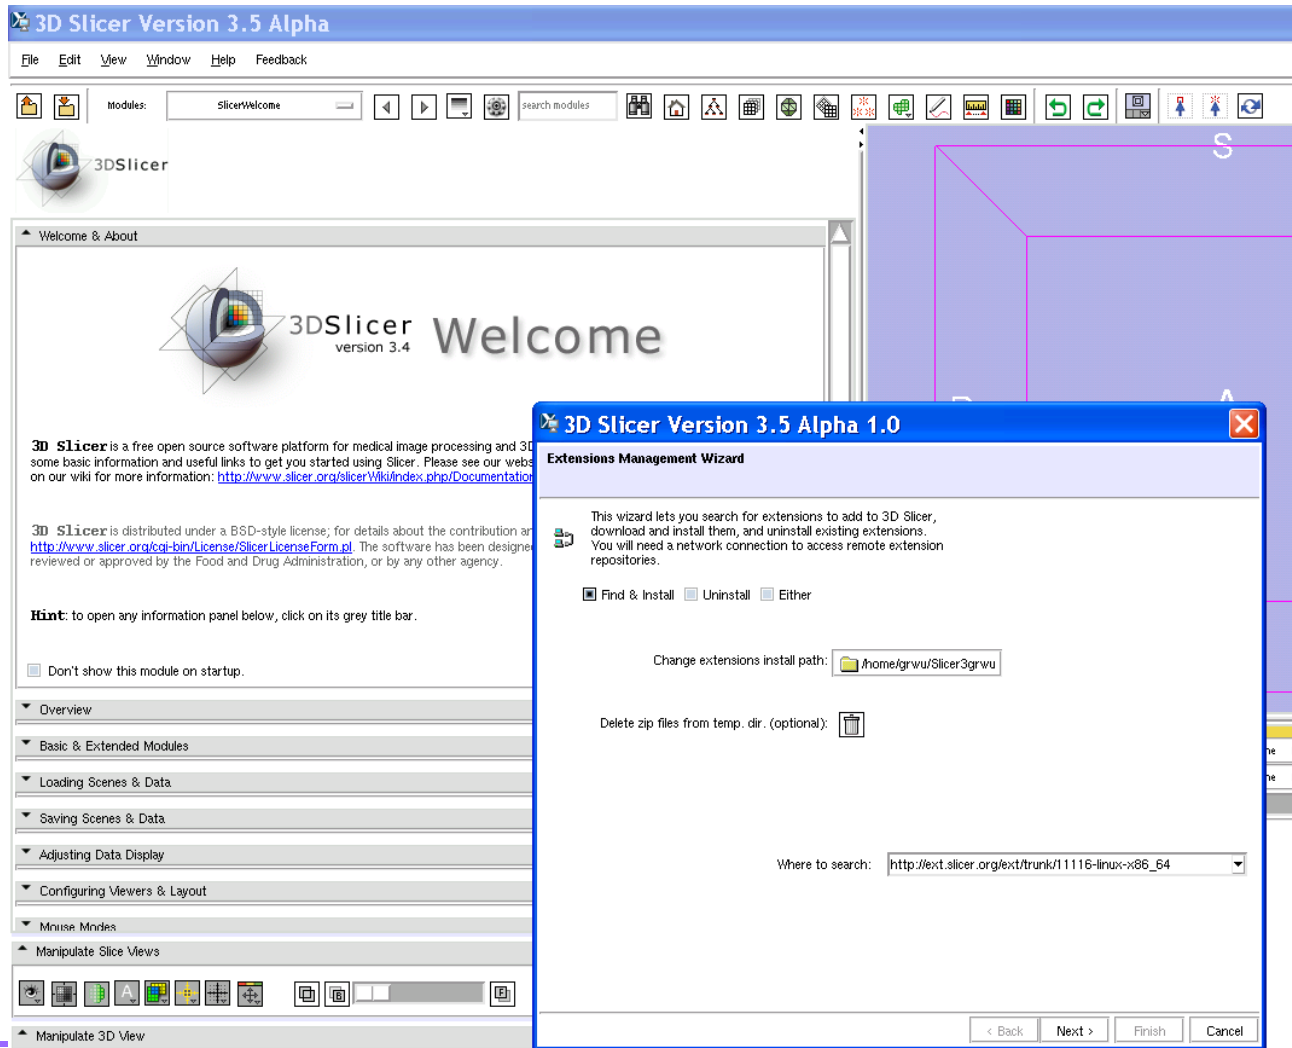 3D Slicer Version 3.5 Alpha
File Edit View Window Help Feedback
Modules: SlicerWelcome search modules
3DSlicer
S
Welcome & About
3DSlicer
version 3.4
Welcome
A
3D Slicer is a free open source software platform for medical image processing and 3D
some basic information and useful links to get you started using Slicer. Please see our webs
on our wiki for more information: http://www.slicer.org/slicerWiki/index.php/Documentation
3D Slicer is distributed under a BSD-style license; for details about the contribution an
http://www.slicer.org/cgi-bin/License/SlicerLicenseForm.pl. The software has been designe
reviewed or approved by the Food and Drug Administration, or by any other agency.
Hint: to open any information panel below, click on its grey title bar.
Don't show this module on startup.
Overview
Basic & Extended Modules
Loading Scenes & Data
Saving Scenes & Data
Adjusting Data Display
Configuring Viewers & Layout
Mouse Modes
Manipulate Slice Views
A B F
Manipulate 3D View
3D Slicer Version 3.5 Alpha 1.0
Extensions Management Wizard
This wizard lets you search for extensions to add to 3D Slicer,
download and install them, and uninstall existing extensions.
You will need a network connection to access remote extension
repositories.
Find & Install Uninstall Either
Change extensions install path: /home/grwu/Slicer3grwu
Delete zip files from temp. dir. (optional):
Where to search: http://ext.slicer.org/ext/trunk/11116-linux-x86_64
< Back Next > Finish Cancel